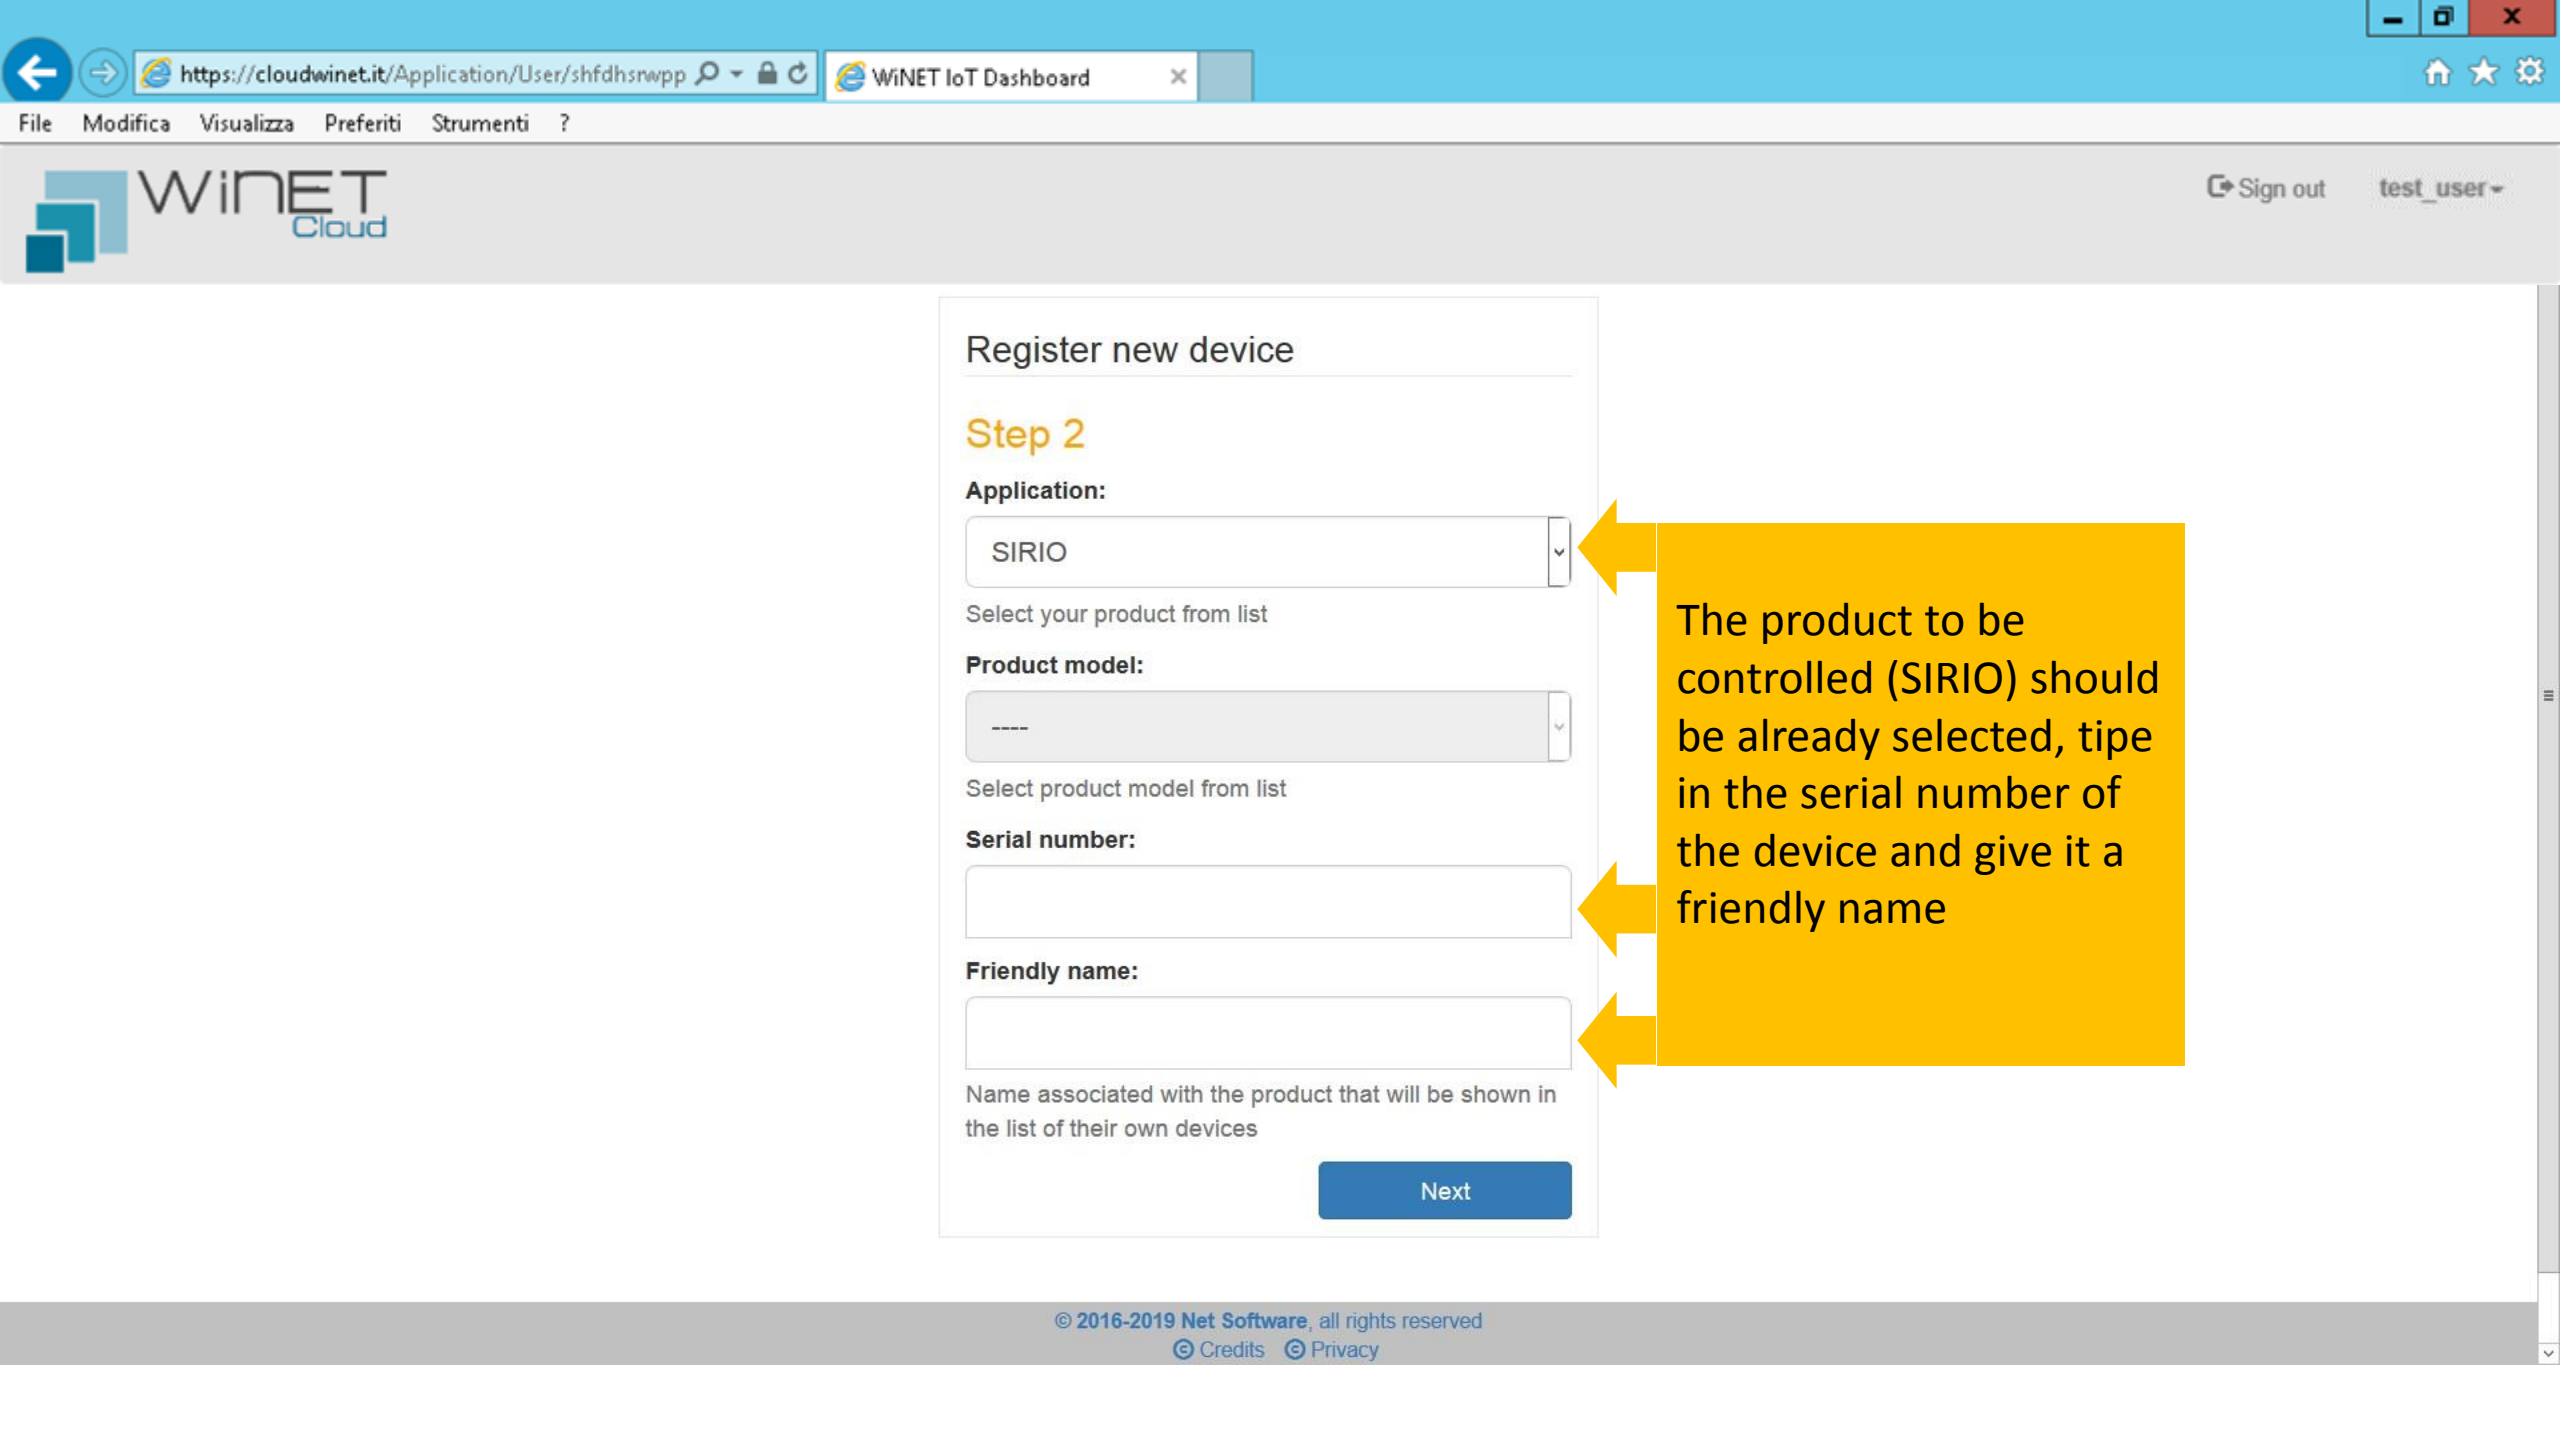 https://cloudwinet.it/Application/User/shfdhsrwpp
WiNET IoT Dashboard
File Modifica Visualizza Preferiti Strumenti ?
WiNET
Cloud
Sign out test_user
Register new device
Step 2
Application:
SIRIO
Select your product from list
Product model:
----
Select product model from list
Serial number:
Friendly name:
Name associated with the product that will be shown in
the list of their own devices
Next
The product to be
controlled (SIRIO) should
be already selected, tipe
in the serial number of
the device and give it a
friendly name
© 2016-2019 Net Software, all rights reserved
© Credits © Privacy